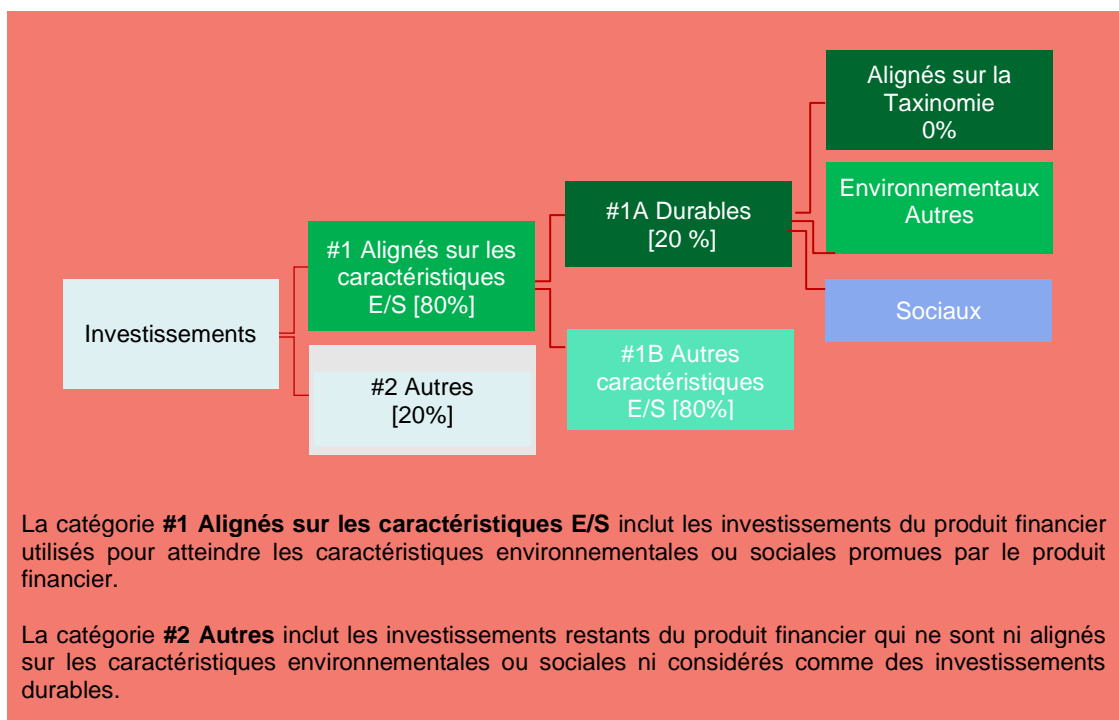 Alignés sur la
Taxinomie
0%
Environnementaux
Autres
#1A Durables
[20 %]
#1 Alignés sur les
caractéristiques
E/S [80%]
Sociaux
Investissements
#1B Autres
caractéristiques
E/S [80%]
#2 Autres
[20%]
La catégorie #1 Alignés sur les caractéristiques E/S inclut les investissements du produit financier
utilisés pour atteindre les caractéristiques environnementales ou sociales promues par le produit
financier.
La catégorie #2 Autres inclut les investissements restants du produit financier qui ne sont ni alignés
sur les caractéristiques environnementales ou sociales ni considérés comme des investissements
durables.